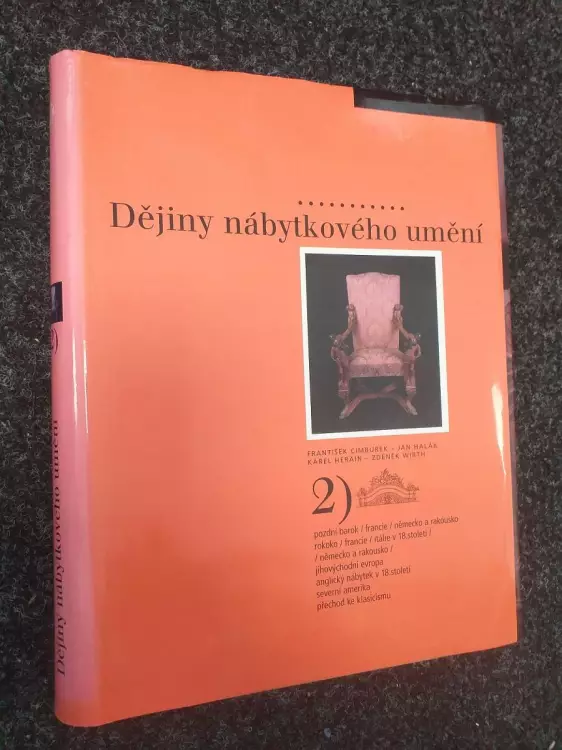 Dějiny nábytkového umění
FRANTIŠEK CIMBUREK – JAN HALÁK
KAREL HERAIN – ZDENĚK WIRTH
2)
pozdní barok / francie / německo a rakousko
rokoko / francie / itálie v 18.století /
/ německo a rakousko /
jihovýchodní evropa
anglický nábytek v 18.století
severní amerika
přechod ke klasicismu
Dějiny nábytkového umění
2)